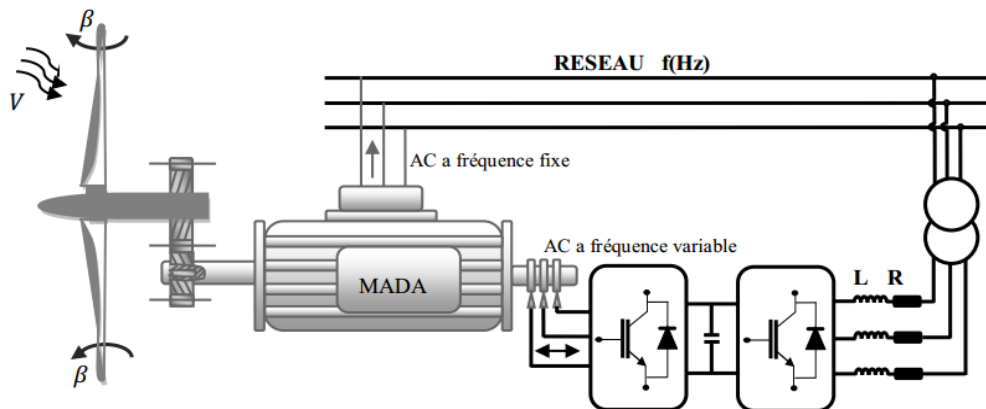 β
V
RESEAU f(Hz)
AC a fréquence fixe
AC a fréquence variable
MADA
L R
β